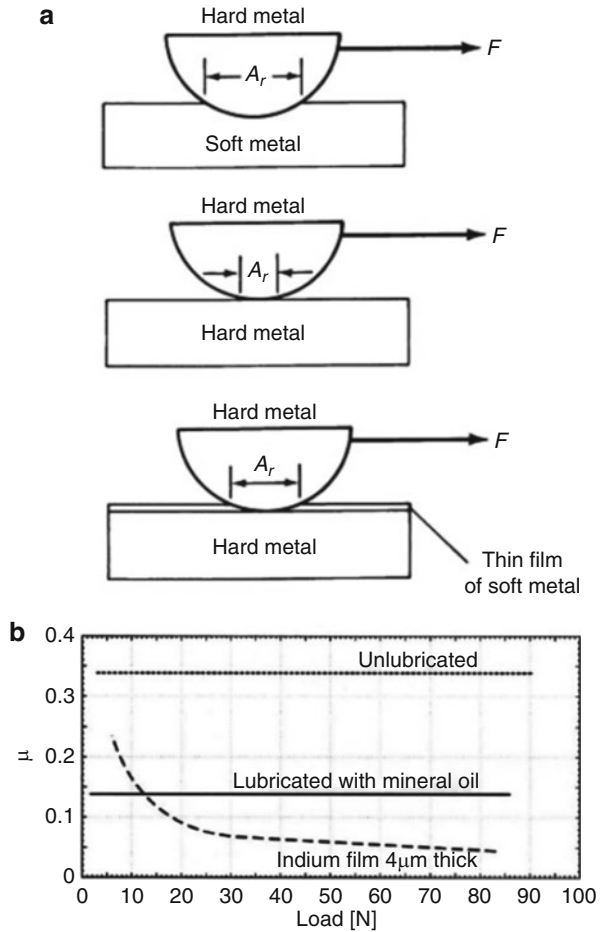 a
Hard metal
F
A_r
Soft metal
Hard metal
F
A_r
Hard metal
Hard metal
F
A_r
Hard metal
Thin film
of soft metal
b
0.4
0.3
0.2
0.1
0
μ
Unlubricated
Lubricated with mineral oil
Indium film 4μm thick
0 10 20 30 40 50 60 70 80 90 100
Load [N]